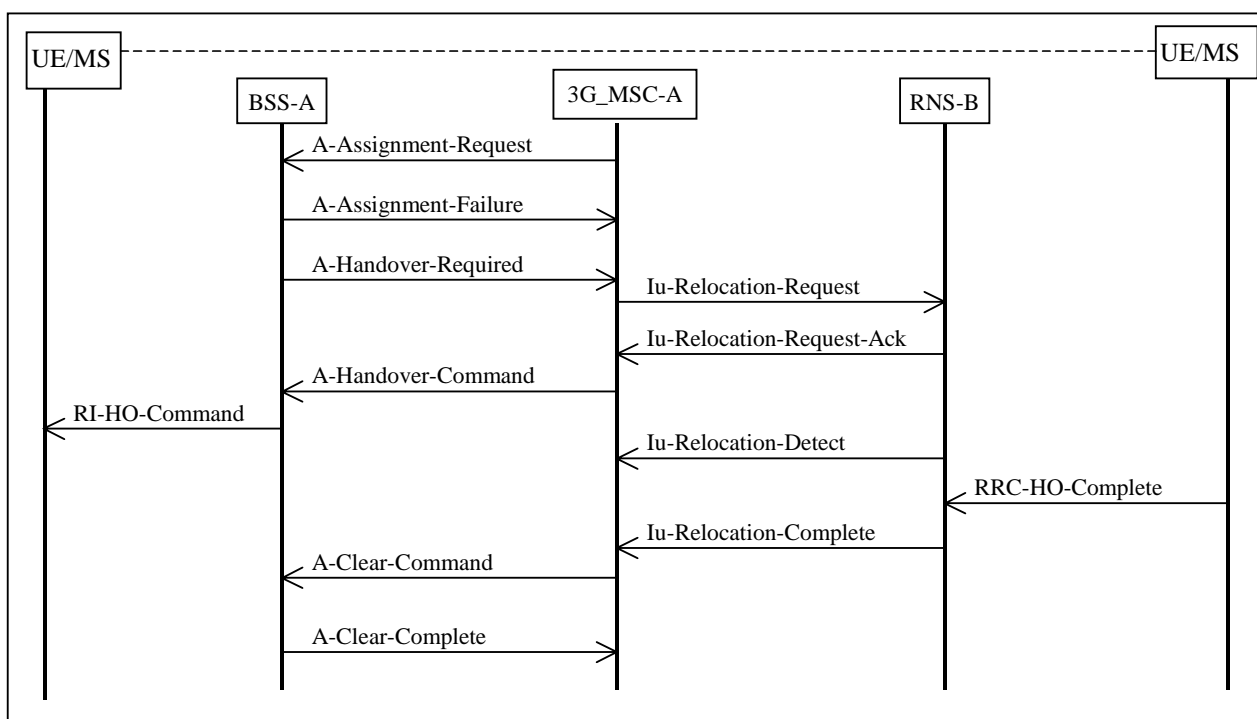 UE/MS
UE/MS
BSS-A
3G_MSC-A
RNS-B
A-Assignment-Request
A-Assignment-Failure
A-Handover-Required
Iu-Relocation-Request
Iu-Relocation-Request-Ack
A-Handover-Command
RI-HO-Command
Iu-Relocation-Detect
RRC-HO-Complete
Iu-Relocation-Complete
A-Clear-Command
A-Clear-Complete